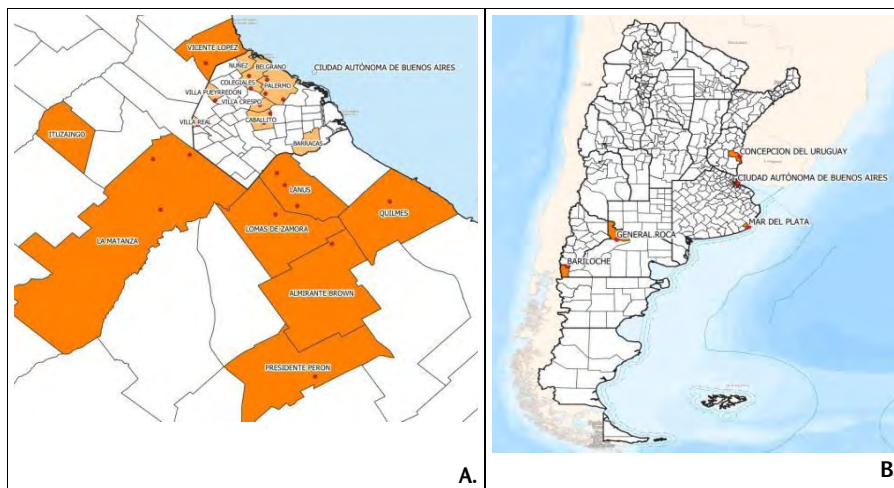 VICENTE LOPEZ
NUÑEZ
BELGRANO
CIUDAD AUTÓNOMA DE BUENOS AIRES
COLEGIALES
PALERMO
VILLA PUEYRREDON
VILLA CRESPO
VILLA REAL
CABALLITO
BARRACAS
ITUZAINGO
LANUS
QUILMES
LOMAS DE ZAMORA
LA MATANZA
ALMIRANTE BROWN
PRESIDENTE PERON
A.
CONCEPCION DEL URUGUAY
CIUDAD AUTÓNOMA DE BUENOS AIRES
MAR DEL PLATA
GENERAL ROCA
BARILOCHE
B